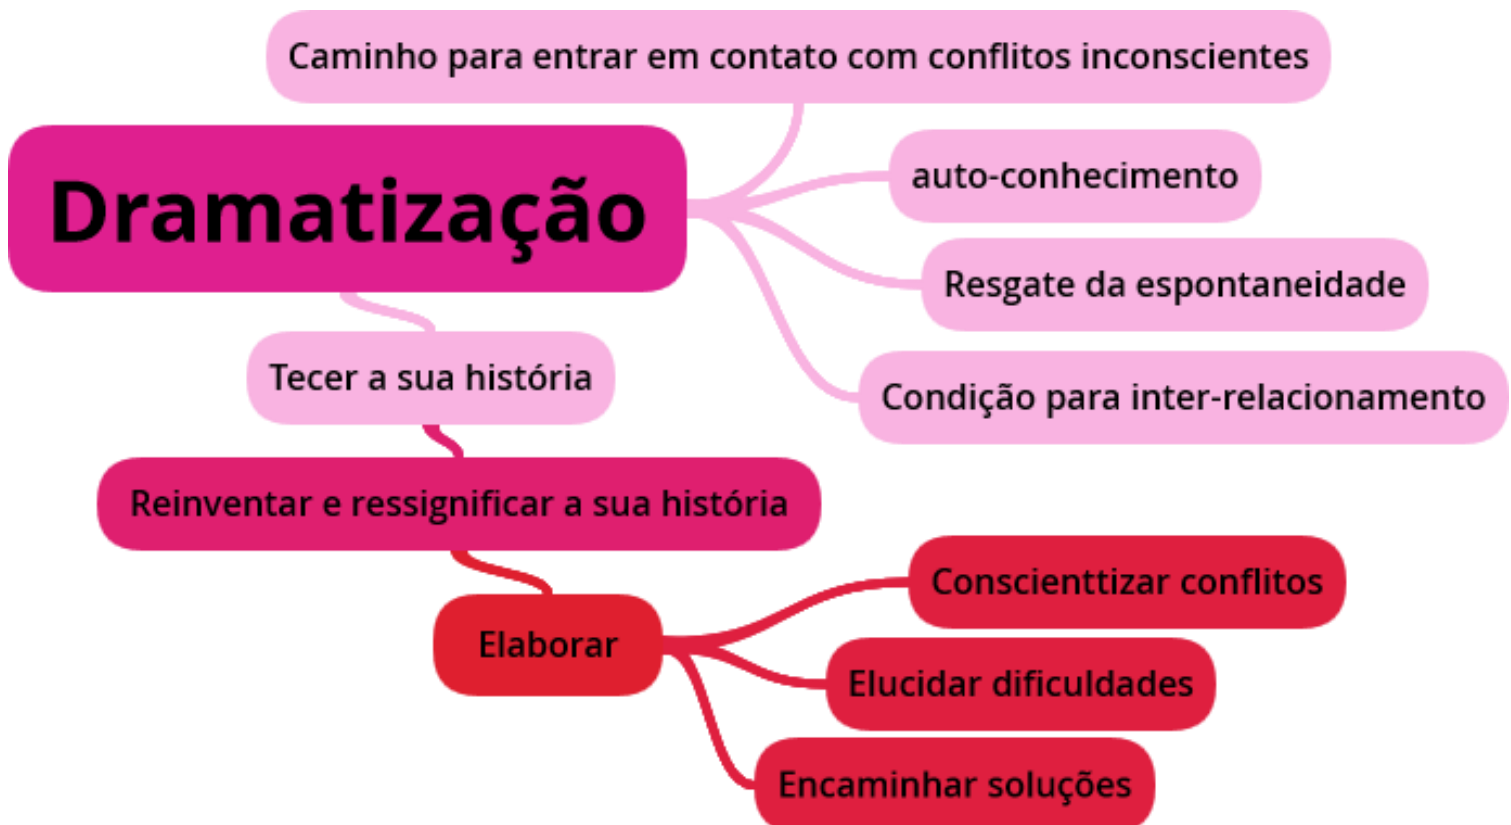 Caminho para entrar em contato com conflitos inconscientes
Dramatização
auto-conhecimento
Resgate da espontaneidade
Condição para inter-relacionamento
Tecer a sua história
Reinventar e ressignificar a sua história
Elaborar
Conscienttizar conflitos
Elucidar dificuldades
Encaminhar soluções